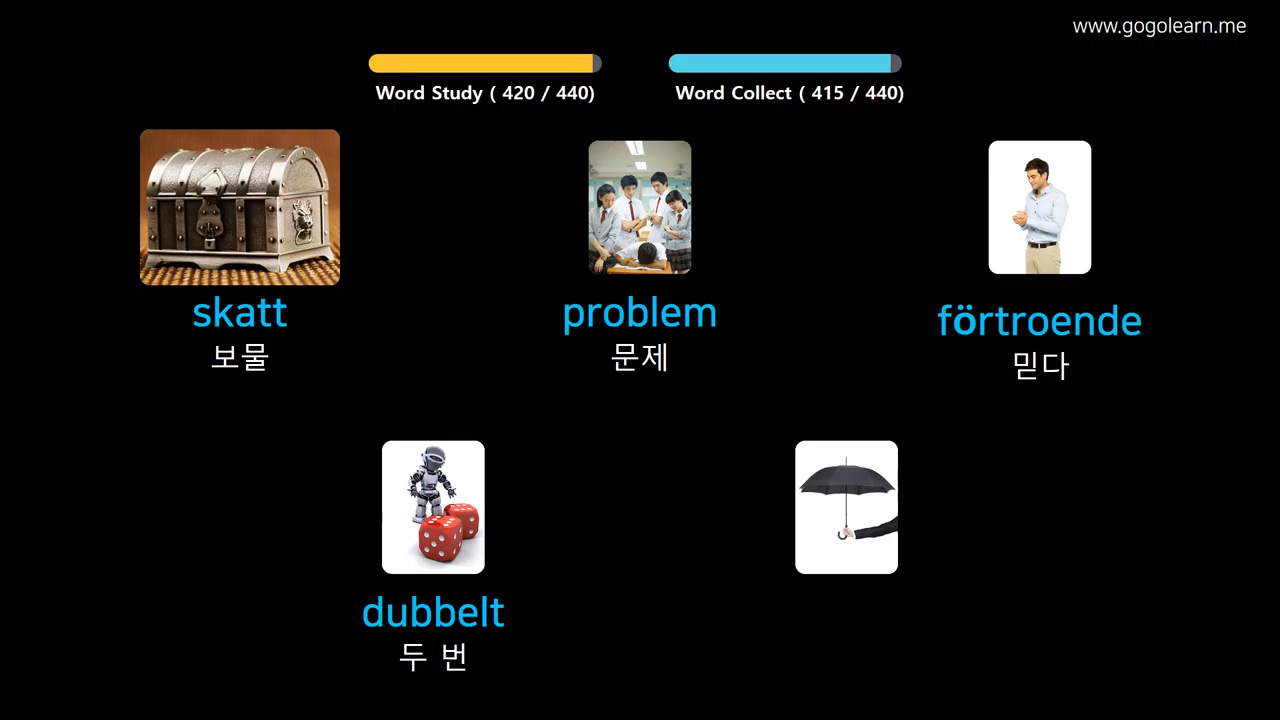 www.gogolearn.me
Word Study ( 420 / 440)
Word Collect ( 415 / 440)
skatt
보물
problem
문제
förtroende
믿다
dubbelt
두 번